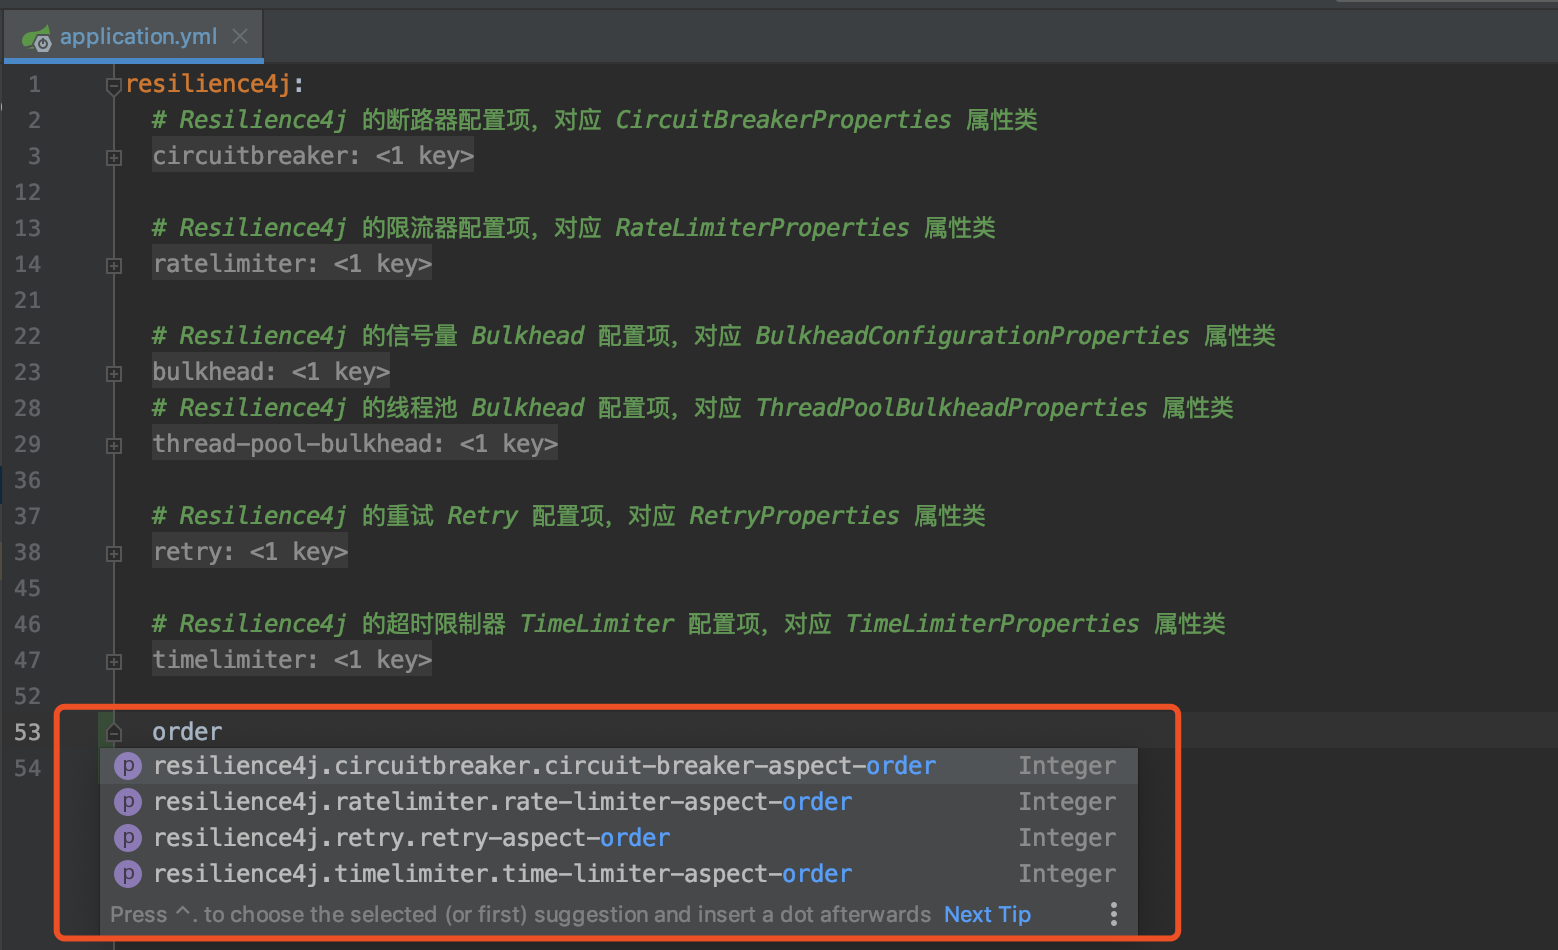 application.yml
1 resilience4j:
2 # Resilience4j 的断路器配置项，对应 CircuitBreakerProperties 属性类
3 circuitbreaker: <1 key>
12
13 # Resilience4j 的限流器配置项，对应 RateLimiterProperties 属性类
14 ratelimiter: <1 key>
21
22 # Resilience4j 的信号量 Bulkhead 配置项，对应 BulkheadConfigurationProperties 属性类
23 bulkhead: <1 key>
28 # Resilience4j 的线程池 Bulkhead 配置项，对应 ThreadPoolBulkheadProperties 属性类
29 thread-pool-bulkhead: <1 key>
36
37 # Resilience4j 的重试 Retry 配置项，对应 RetryProperties 属性类
38 retry: <1 key>
45
46 # Resilience4j 的超时限制器 TimeLimiter 配置项，对应 TimeLimiterProperties 属性类
47 timelimiter: <1 key>
52
53 order
54
p resilience4j.circuitbreaker.circuit-breaker-aspect-order Integer
p resilience4j.ratelimiter.rate-limiter-aspect-order Integer
p resilience4j.retry.retry-aspect-order Integer
p resilience4j.timelimiter.time-limiter-aspect-order Integer
Press ^. to choose the selected (or first) suggestion and insert a dot afterwards Next Tip